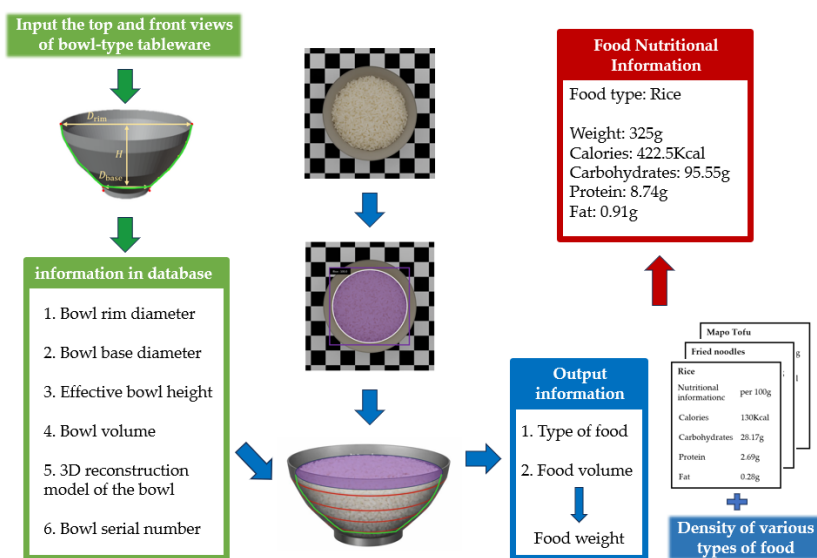 Input the top and front views
of bowl-type tableware
D_rim
H
D_base
information in database
1. Bowl rim diameter
2. Bowl base diameter
3. Effective bowl height
4. Bowl volume
5. 3D reconstruction
model of the bowl
6. Bowl serial number
Output
information
1. Type of food
2. Food volume
Food weight
Food Nutritional
Information
Food type: Rice
Weight: 325g
Calories: 422.5Kcal
Carbohydrates: 95.55g
Protein: 8.74g
Fat: 0.91g
Mapo Tofu
g
Fried noodles
l
Rice
Nutritional
informationc per 100g
Calories 130Kcal
Carbohydrates 28.17g
Protein 2.69g
Fat 0.28g
Density of various
types of food